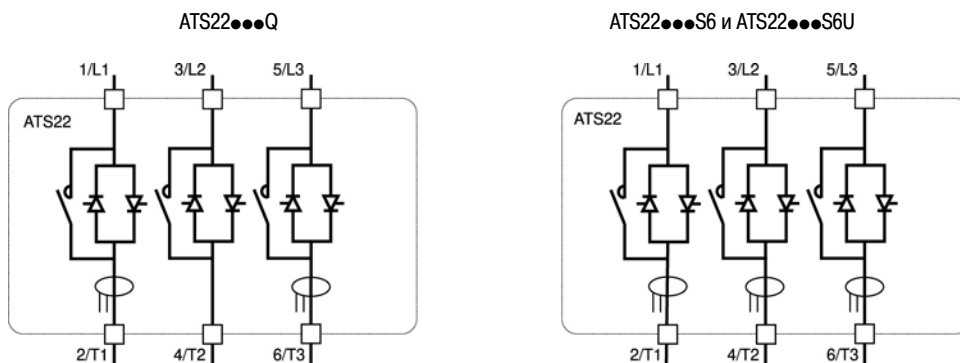 ATS22●●●Q
ATS22●●●S6 и ATS22●●●S6U
1/L1 3/L2 5/L3
ATS22
2/T1 4/T2 6/T3
1/L1 3/L2 5/L3
ATS22
2/T1 4/T2 6/T3